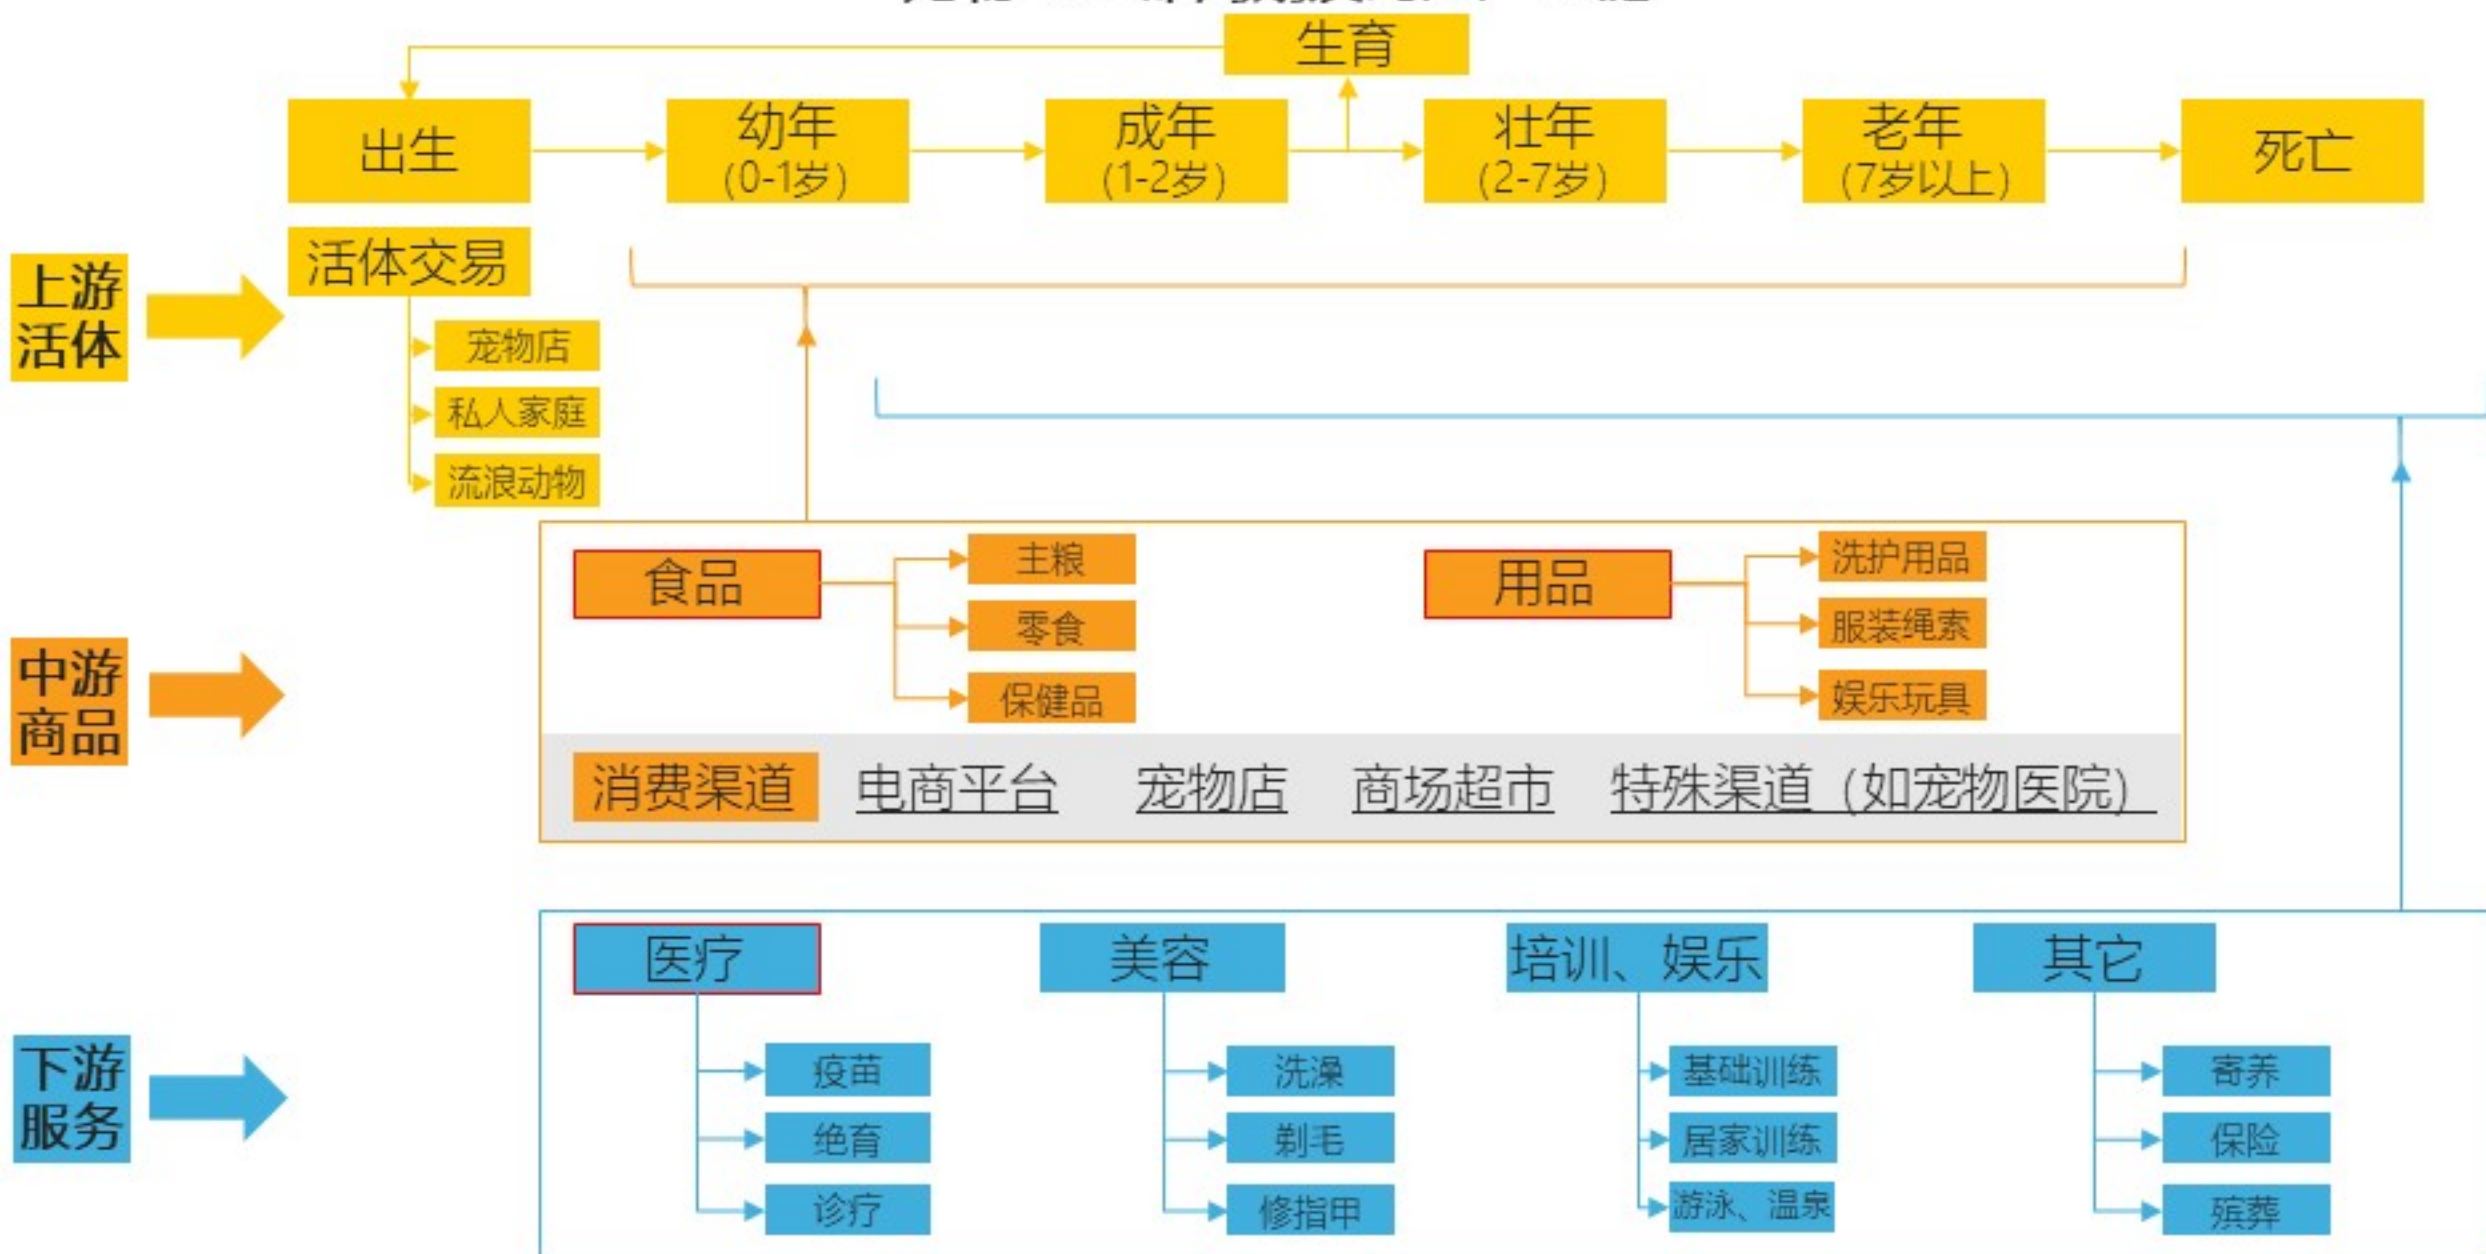 生育
出生
幼年
(0-1岁)
成年
(1-2岁)
壮年
(2-7岁)
老年
(7岁以上)
死亡
上游
活体
活体交易
宠物店
私人家庭
流浪动物
中游
商品
食品
主粮
零食
保健品
用品
洗护用品
服装绳索
娱乐玩具
消费渠道 电商平台 宠物店 商场超市 特殊渠道（如宠物医院）
下游
服务
医疗
疫苗
绝育
诊疗
美容
洗澡
剃毛
修指甲
培训、娱乐
基础训练
居家训练
游泳、温泉
其它
寄养
保险
殡葬